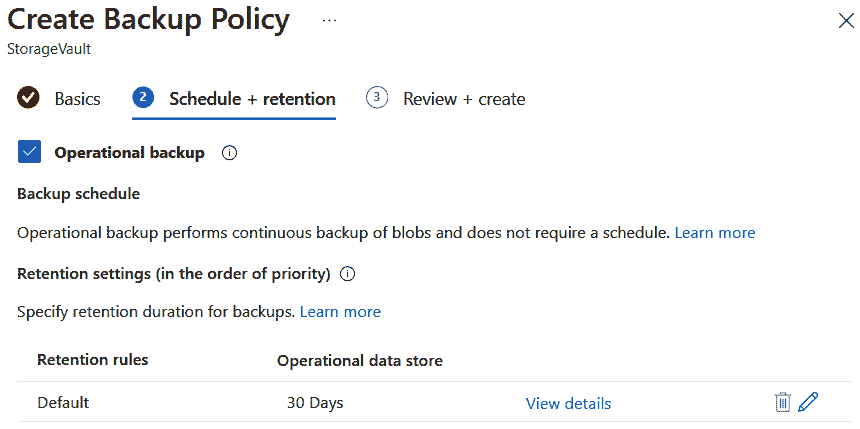 Create Backup Policy ...
StorageVault
Basics 2 Schedule + retention 3 Review + create
Operational backup
Backup schedule
Operational backup performs continuous backup of blobs and does not require a schedule. Learn more
Retention settings (in the order of priority)
Specify retention duration for backups. Learn more
Retention rules Operational data store
Default 30 Days View details